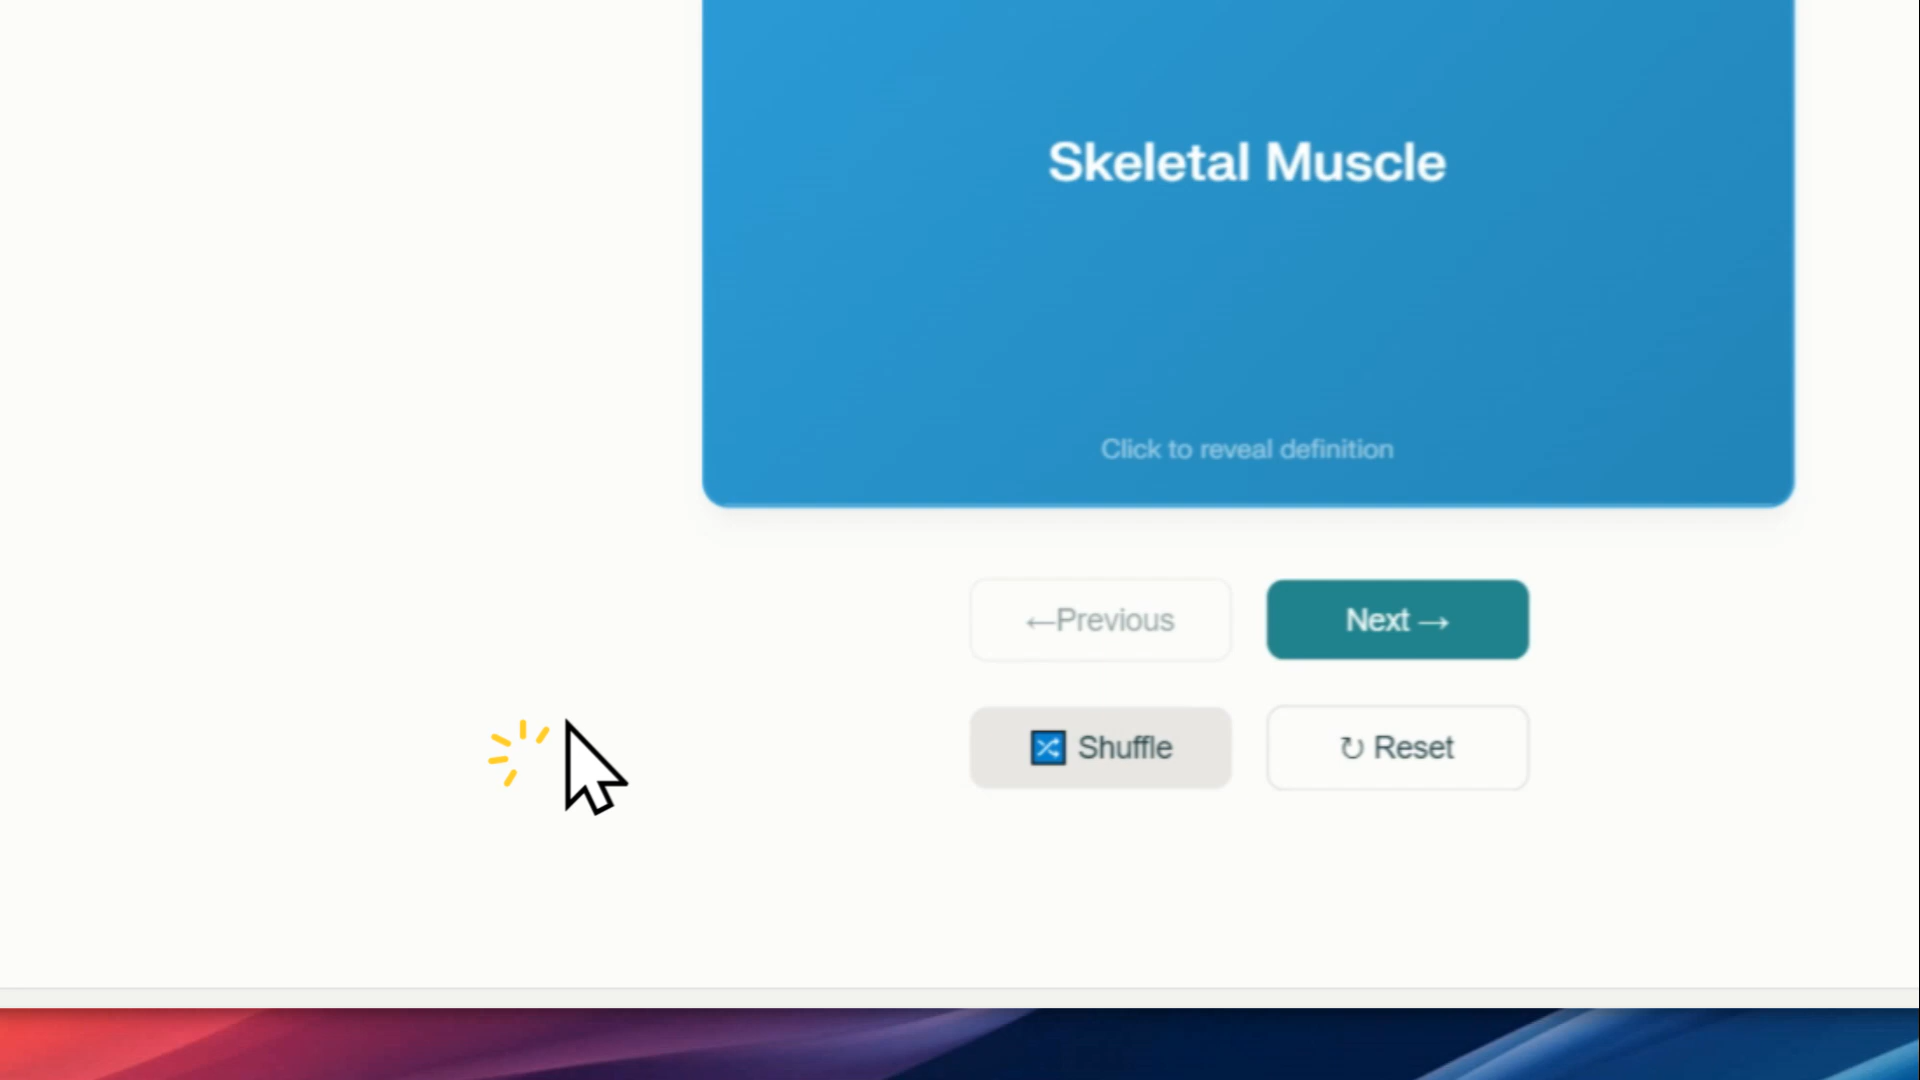 Skeletal Muscle
Click to reveal definition
←Previous
Next →
🔀 Shuffle
↻ Reset